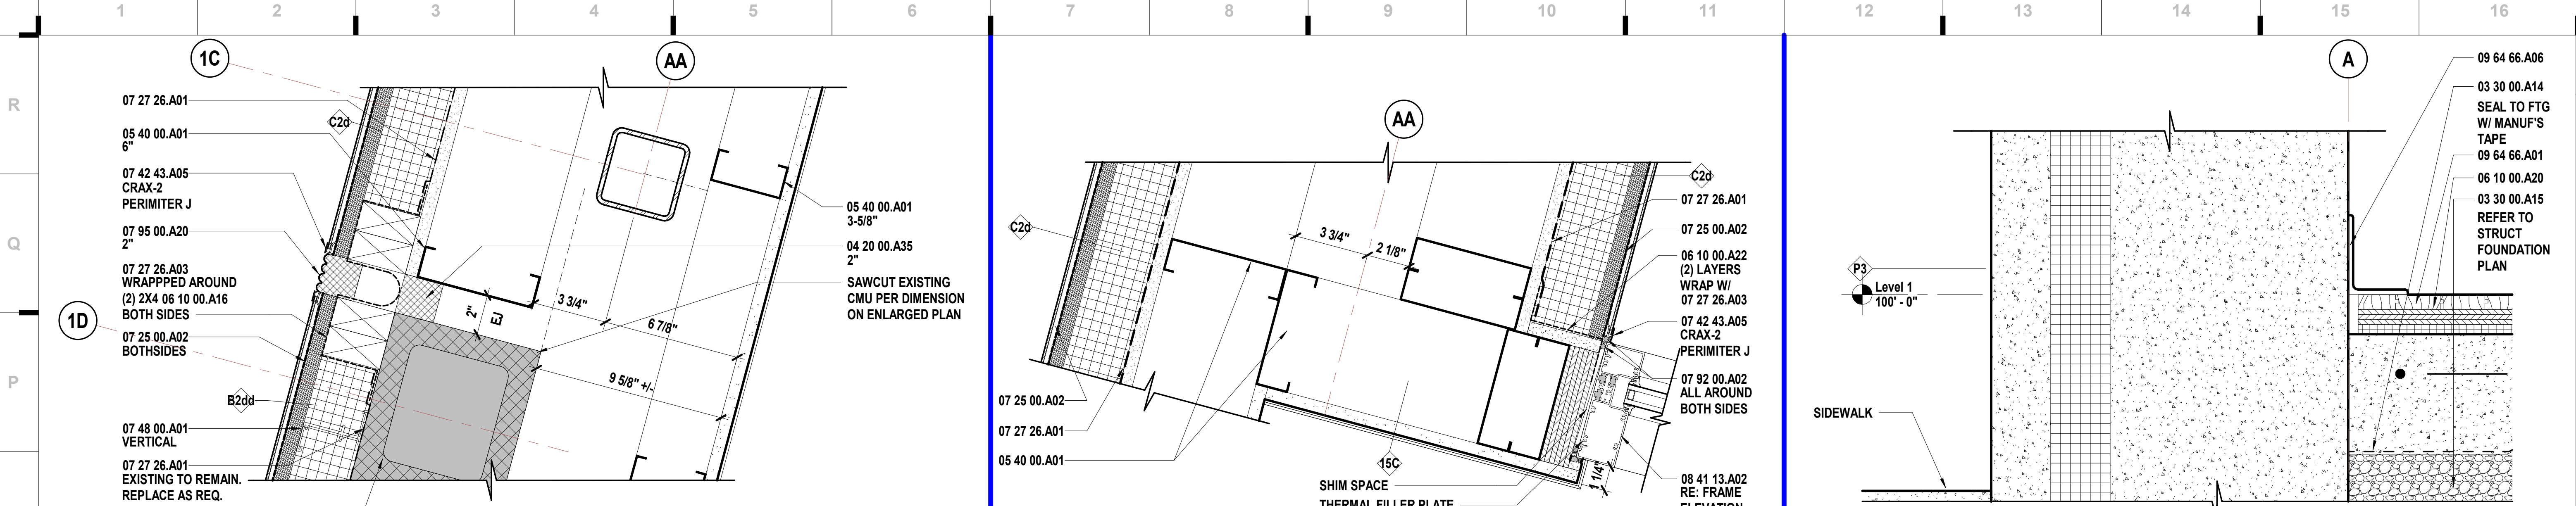 1
2
3
4
5
6
7
8
9
10
11
12
13
14
15
16
R
Q
P
1C
AA
1D
07 27 26.A01
C2d
05 40 00.A01
6"
07 42 43.A05
CRAX-2
PERIMITER J
07 95 00.A20
2"
07 27 26.A03
WRAPPPED AROUND
(2) 2X4 06 10 00.A16
BOTH SIDES
07 25 00.A02
BOTHSIDES
B2dd
07 48 00.A01
VERTICAL
07 27 26.A01
EXISTING TO REMAIN.
REPLACE AS REQ.
2"
EJ
3 3/4"
6 7/8"
9 5/8" +/-
05 40 00.A01
3-5/8"
04 20 00.A35
2"
SAWCUT EXISTING
CMU PER DIMENSION
ON ENLARGED PLAN
AA
C2d
3 3/4"
2 1/8"
07 25 00.A02
07 27 26.A01
05 40 00.A01
15C
SHIM SPACE
THERMAL FILLER PLATE
1 1/4"
C2d
07 27 26.A01
07 25 00.A02
06 10 00.A22
(2) LAYERS
WRAP W/
07 27 26.A03
07 42 43.A05
CRAX-2
PERIMITER J
07 92 00.A02
ALL AROUND
BOTH SIDES
08 41 13.A02
RE: FRAME
ELEVATION
A
P3
Level 1
100' - 0"
SIDEWALK
09 64 66.A06
03 30 00.A14
SEAL TO FTG
W/ MANUF'S
TAPE
09 64 66.A01
06 10 00.A20
03 30 00.A15
REFER TO
STRUCT
FOUNDATION
PLAN